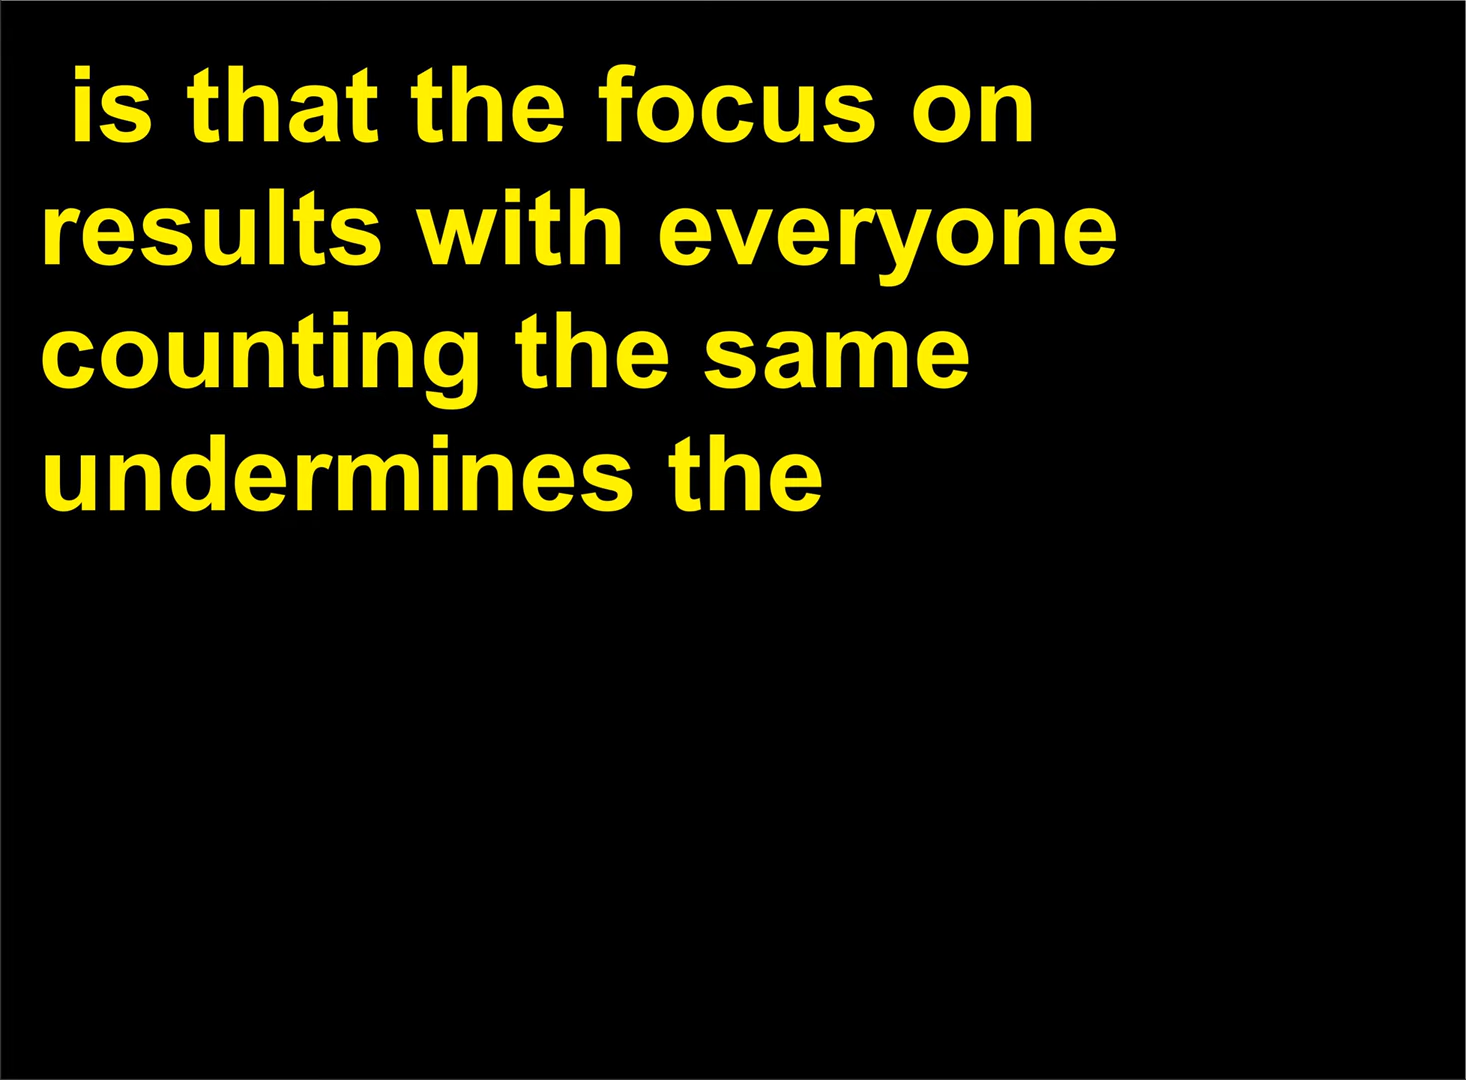 is that the focus on
results with everyone
counting the same
undermines the